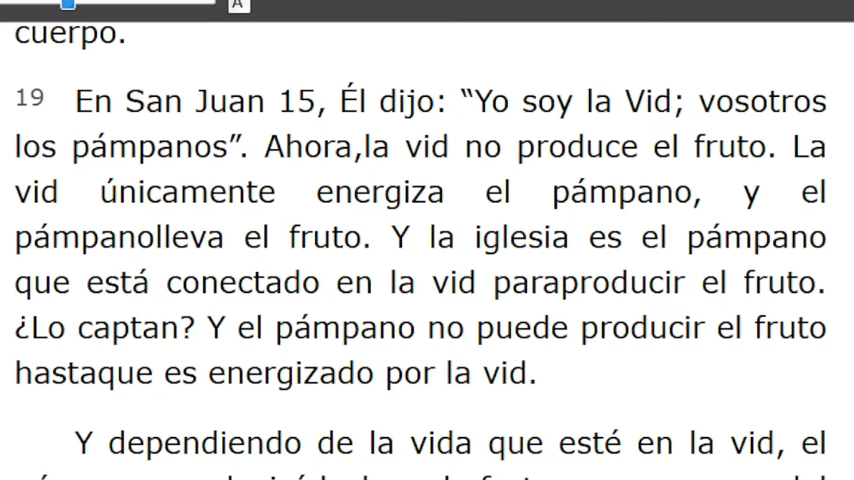 A
cuerpo.
19 En San Juan 15, Él dijo: “Yo soy la Vid; vosotros
los pámpanos”. Ahora,la vid no produce el fruto. La
vid únicamente energiza el pámpano, y el
pámpanolleva el fruto. Y la iglesia es el pámpano
que está conectado en la vid paraproducir el fruto.
¿Lo captan? Y el pámpano no puede producir el fruto
hastaque es energizado por la vid.
Y dependiendo de la vida que esté en la vid, el